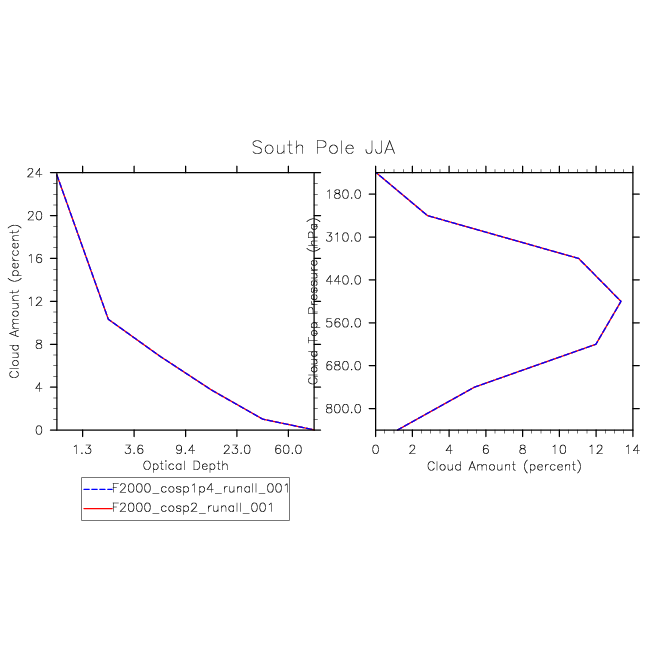 South Pole JJA
24
20
16
12
8
4
0
Cloud Amount (percent)
1.3 3.6 9.4 23.0 60.0
Optical Depth
180.0
310.0
440.0
560.0
680.0
800.0
Cloud Top Pressure (hPa)
0 2 4 6 8 10 12 14
Cloud Amount (percent)
F2000_cosp1p4_runall_001
F2000_cosp2_runall_001